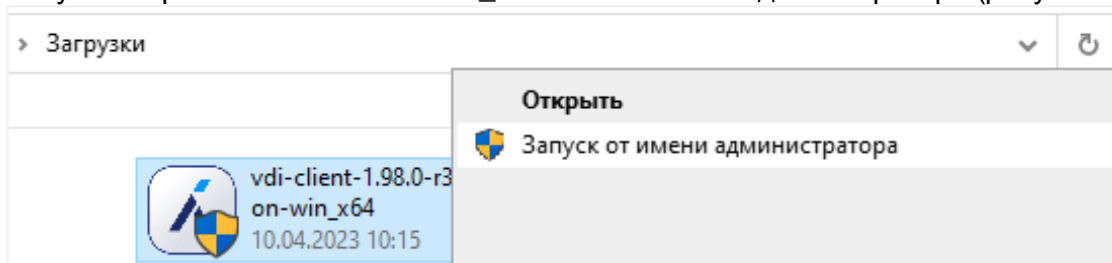 Загрузки
Открыть
Запуск от имени администратора
vdi-client-1.98.0-r3
on-win_x64
10.04.2023 10:15